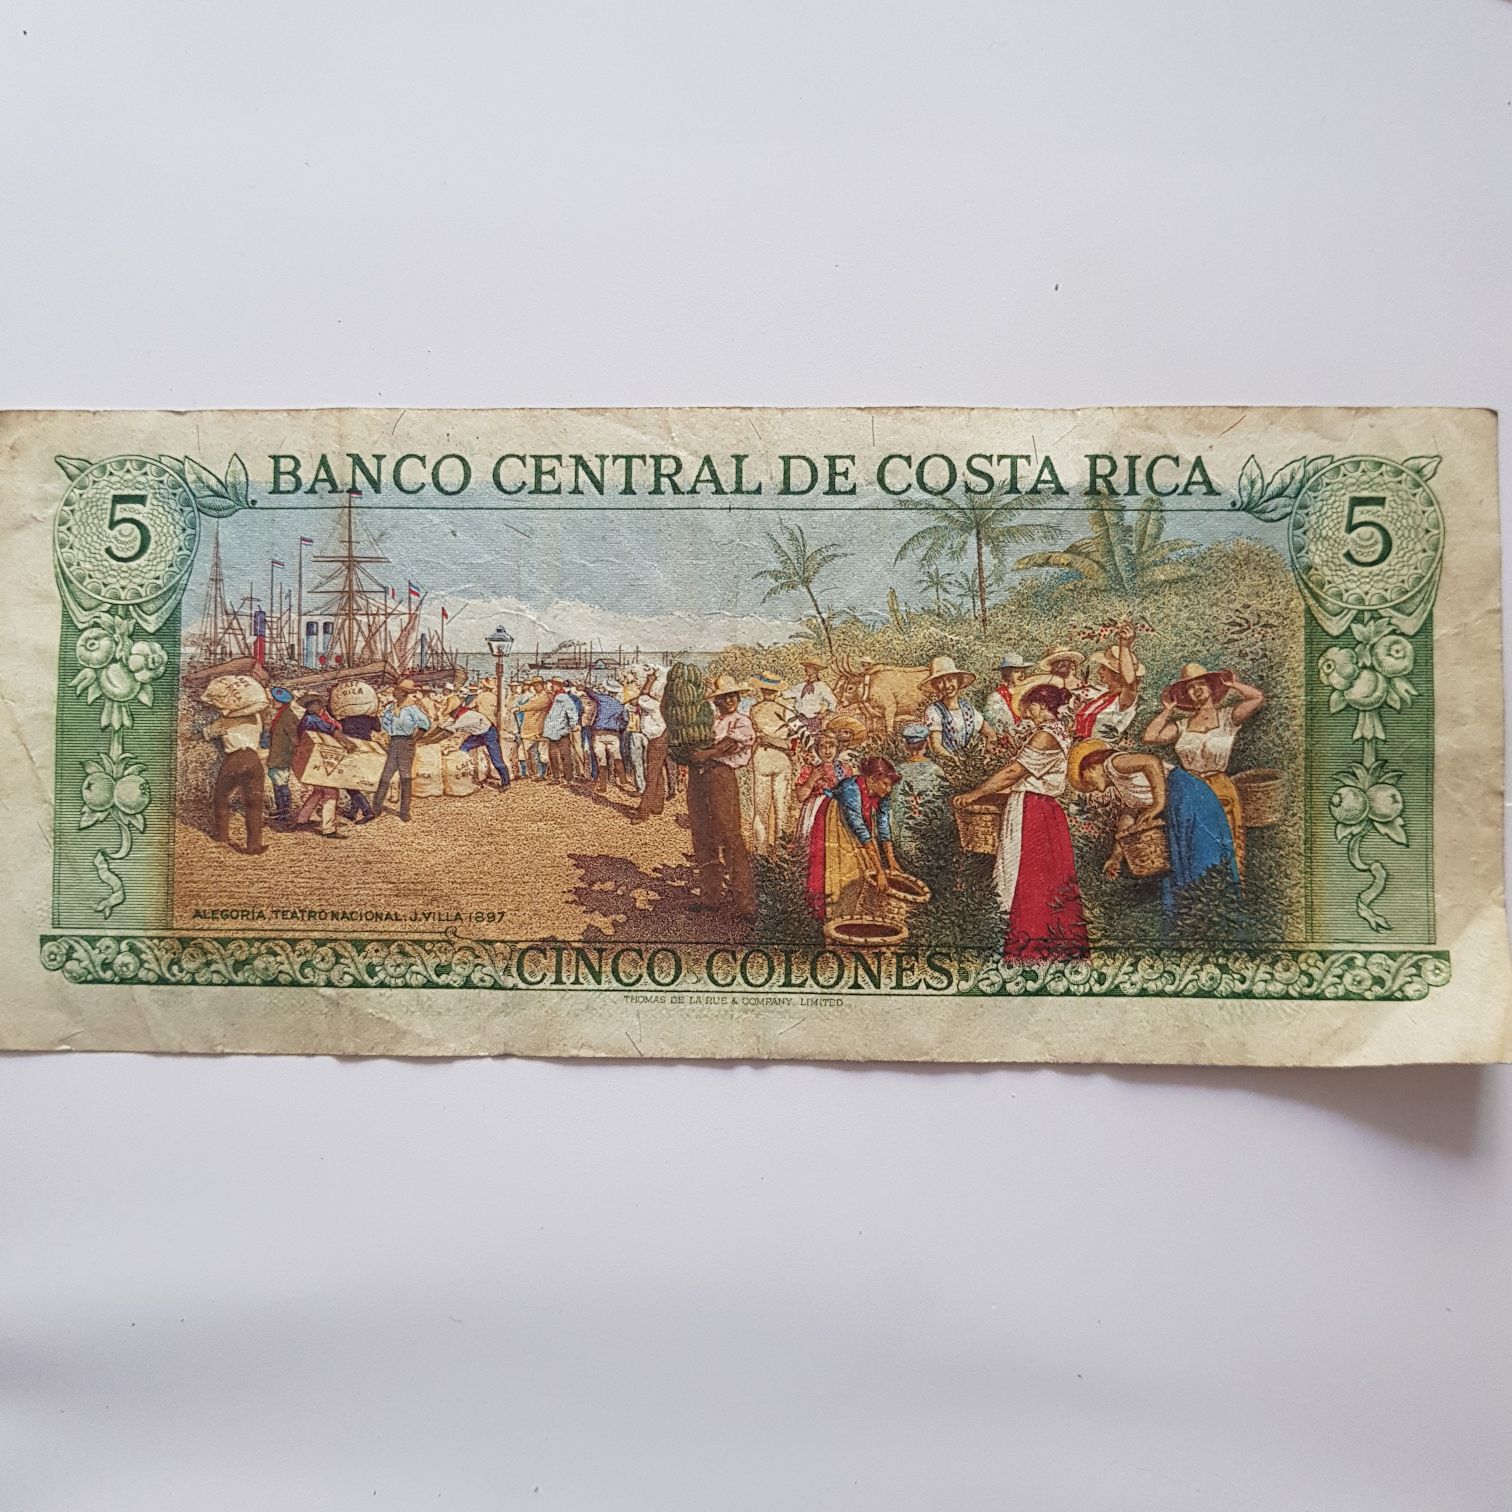 BANCO CENTRAL DE COSTA RICA
5
5
ALEGORÍA, TEATRO NACIONAL: J. VILLA 1897
CINCO COLONES
THOMAS DE LA RUE & COMPANY, LIMITED